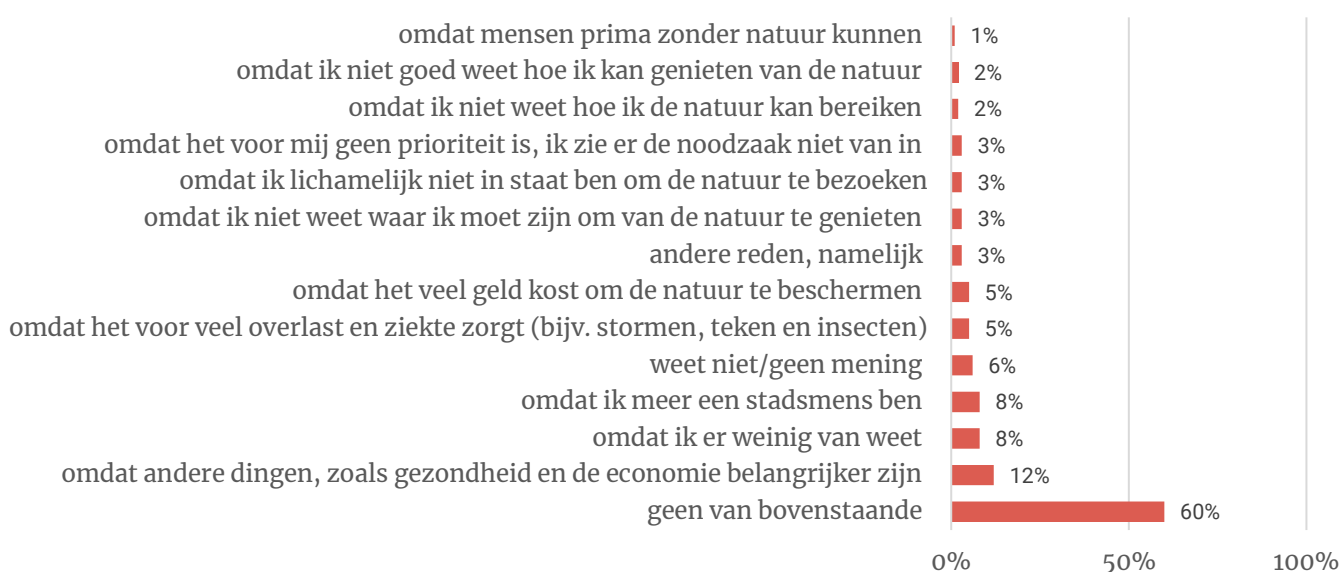 omdat mensen prima zonder natuur kunnen 1%
omdat ik niet goed weet hoe ik kan genieten van de natuur 2%
omdat ik niet weet hoe ik de natuur kan bereiken 2%
omdat het voor mij geen prioriteit is, ik zie er de noodzaak niet van in 3%
omdat ik lichamelijk niet in staat ben om de natuur te bezoeken 3%
omdat ik niet weet waar ik moet zijn om van de natuur te genieten 3%
andere reden, namelijk 3%
omdat het veel geld kost om de natuur te beschermen 5%
omdat het voor veel overlast en ziekte zorgt (bijv. stormen, teken en insecten) 5%
weet niet/geen mening 6%
omdat ik meer een stadsmens ben 8%
omdat ik er weinig van weet 8%
omdat andere dingen, zoals gezondheid en de economie belangrijker zijn 12%
geen van bovenstaande 60%
0% 50% 100%